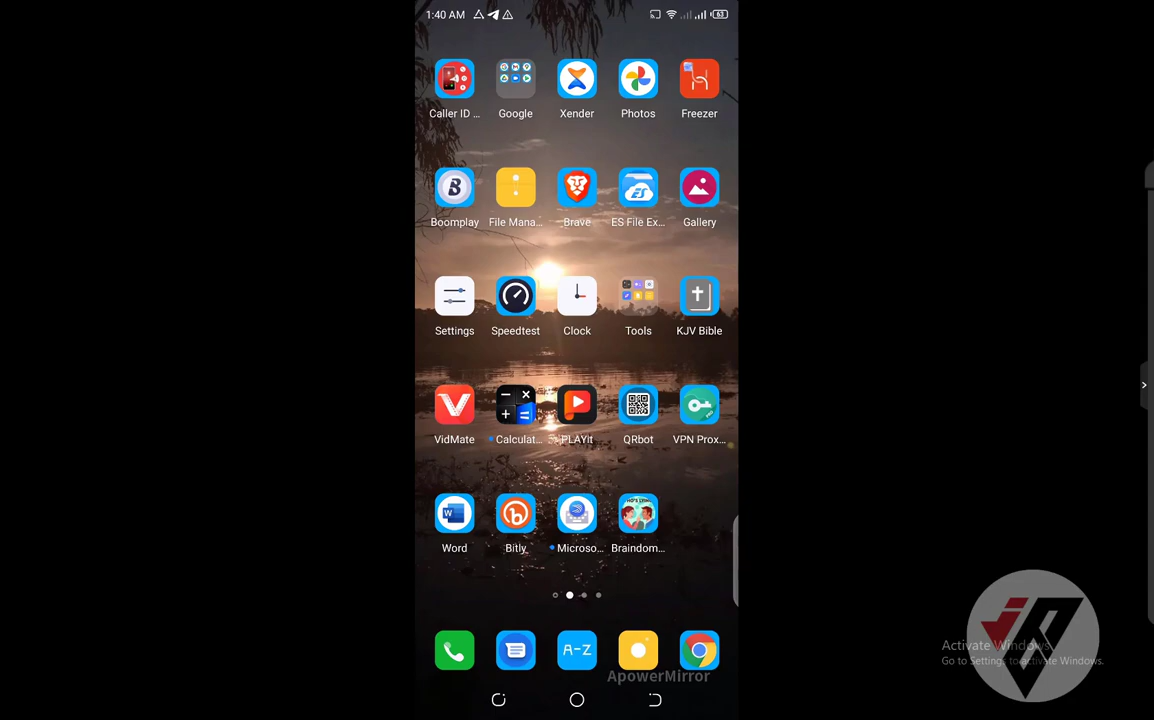 1:40 AM
63
Caller ID ...
Google
Xender
Photos
Freezer
Boomplay
File Mana...
Brave
ES File Ex...
Gallery
Settings
Speedtest
Clock
Tools
KJV Bible
VidMate
Calculat...
PLAYit
QRbot
VPN Prox...
Word
Bitly
Microso...
Braindom...
A-Z
ApowerMirror
Activate Windows
Go to Settings to activate Windows.